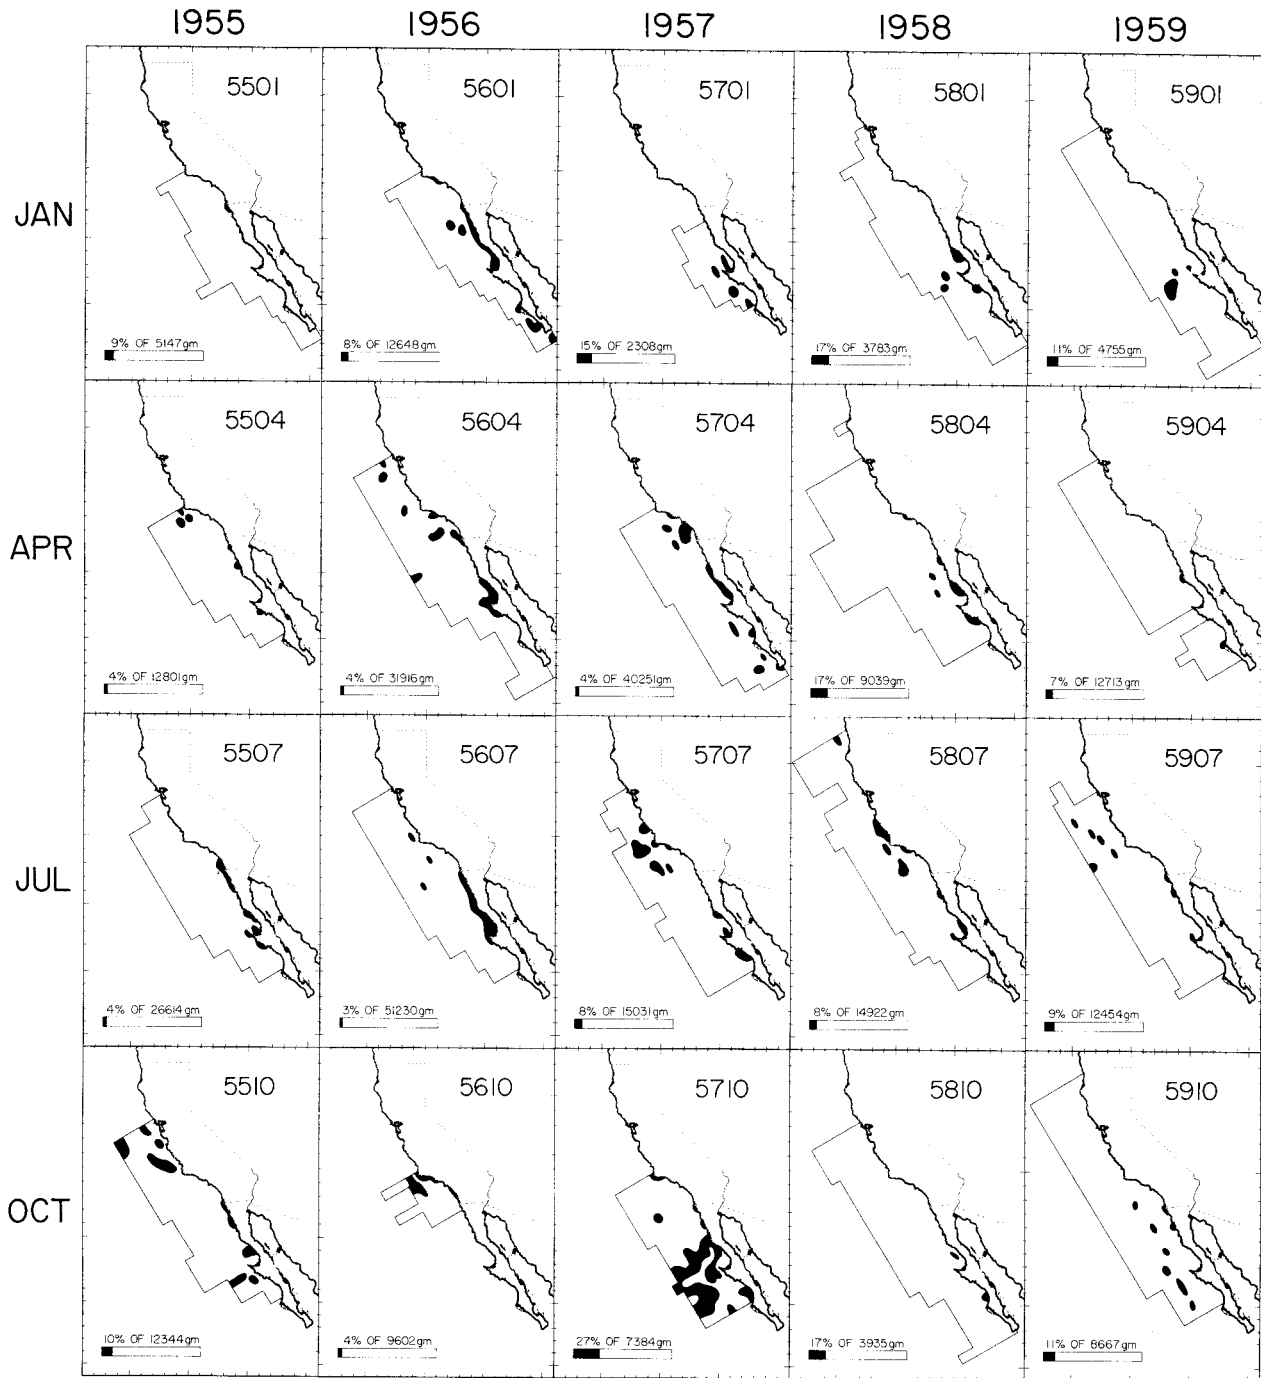 1955 1956 1957 1958 1959
JAN
5501 5601 5701 5801 5901
9% OF 5147gm 8% OF 12648gm 15% OF 2308gm 17% OF 3783gm 11% OF 4755gm
APR
5504 5604 5704 5804 5904
4% OF 12801gm 4% OF 31916gm 4% OF 40251gm 17% OF 9039gm 7% OF 12713gm
JUL
5507 5607 5707 5807 5907
4% OF 26614gm 3% OF 51230gm 8% OF 15031gm 8% OF 14922gm 9% OF 12454gm
OCT
5510 5610 5710 5810 5910
10% OF 12344gm 4% OF 9602gm 27% OF 7384gm 17% OF 3935gm 11% OF 8667gm